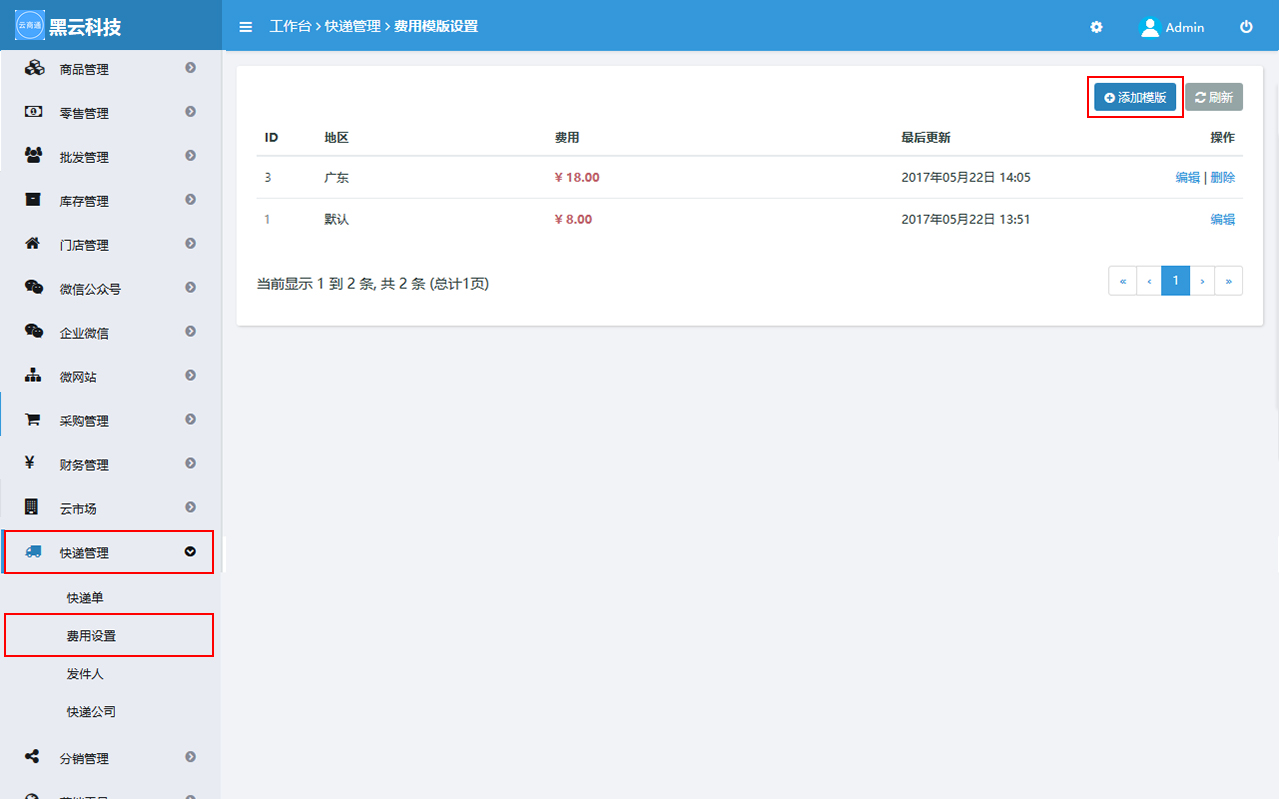 云商通 黑云科技
工作台 > 快递管理 > 费用模版设置
Admin
商品管理
零售管理
批发管理
库存管理
门店管理
微信公众号
企业微信
微网站
采购管理
财务管理
云市场
快递管理
快递单
费用设置
发件人
快递公司
分销管理
添加模版 刷新
ID 地区 费用 最后更新 操作
3 广东 ¥ 18.00 2017年05月22日 14:05 编辑 | 删除
1 默认 ¥ 8.00 2017年05月22日 13:51 编辑
当前显示 1 到 2 条, 共 2 条 (总计1页)
« ‹ 1 › »